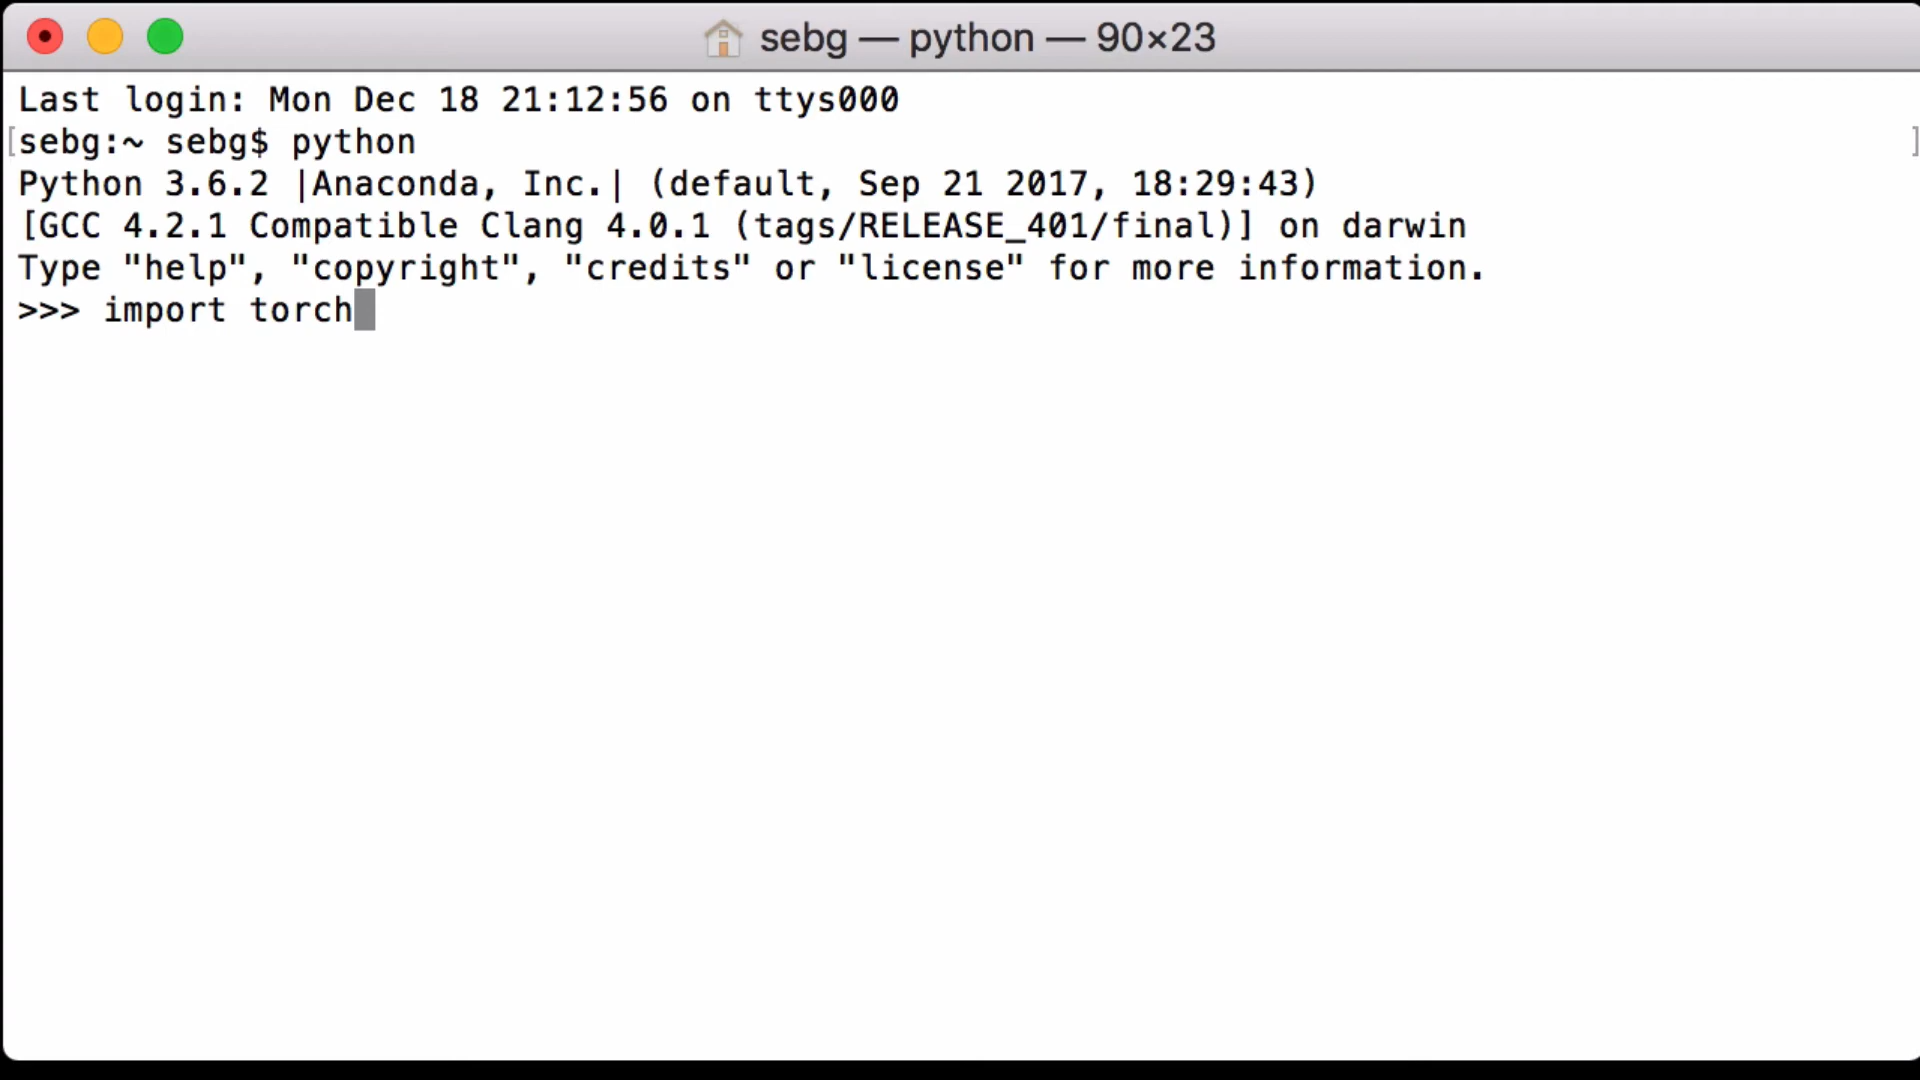 sebg — python — 90×23
Last login: Mon Dec 18 21:12:56 on ttys000
[sebg:~ sebg$ python ]
Python 3.6.2 |Anaconda, Inc.| (default, Sep 21 2017, 18:29:43)
[GCC 4.2.1 Compatible Clang 4.0.1 (tags/RELEASE_401/final)] on darwin
Type "help", "copyright", "credits" or "license" for more information.
>>> import torch